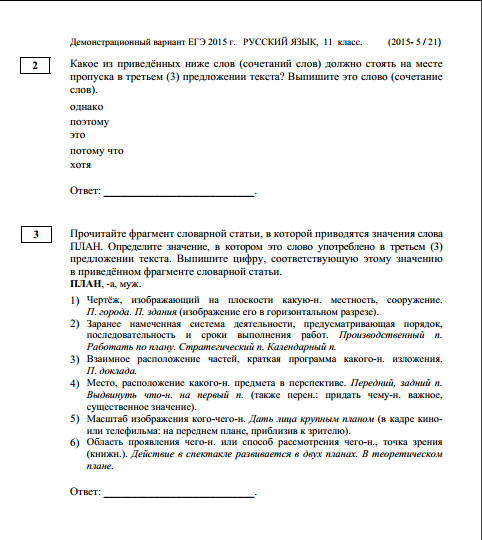 Демонстрационный вариант ЕГЭ 2015 г. РУССКИЙ ЯЗЫК, 11 класс. (2015- 5 / 21)
2
Какое из приведённых ниже слов (сочетаний слов) должно стоять на месте
пропуска в третьем (3) предложении текста? Выпишите это слово (сочетание
слов).
однако
поэтому
это
потому что
хотя
Ответ: ___________________________.
3
Прочитайте фрагмент словарной статьи, в которой приводятся значения слова
ПЛАН. Определите значение, в котором это слово употреблено в третьем (3)
предложении текста. Выпишите цифру, соответствующую этому значению
в приведённом фрагменте словарной статьи.
ПЛАН, -а, муж.
1) Чертёж, изображающий на плоскости какую-н. местность, сооружение.
П. города. П. здания (изображение его в горизонтальном разрезе).
2) Заранее намеченная система деятельности, предусматривающая порядок,
последовательность и сроки выполнения работ. Производственный п.
Работать по плану. Стратегический п. Календарный п.
3) Взаимное расположение частей, краткая программа какого-н. изложения.
П. доклада.
4) Место, расположение какого-н. предмета в перспективе. Передний, задний п.
Выдвинуть что-н. на первый п. (также перен.: придать чему-н. важное,
существенное значение).
5) Масштаб изображения кого-чего-н. Дать лица крупным планом (в кадре кино-
или телефильма: на переднем плане, приблизив к зрителю).
6) Область проявления чего-н. или способ рассмотрения чего-н., точка зрения
(книжн.). Действие в спектакле развивается в двух планах. В теоретическом
плане.
Ответ: ___________________________.